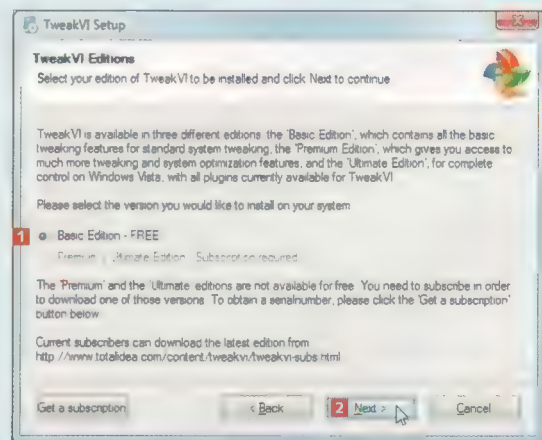 TweakVI Setup
TweakVI Editions
Select your edition of TweakVI to be installed and click Next to continue
TweakVI is available in three different editions: the 'Basic Edition', which contains all the basic
tweaking features for standard system tweaking, the 'Premium Edition', which gives you access to
much more tweaking and system optimization features, and the 'Ultimate Edition', for complete
control on Windows Vista, with all plugins currently available for TweakVI
Please select the version you would like to install on your system
1 Basic Edition - FREE
Premium / Ultimate Edition - Subscription required
The 'Premium' and the 'Ultimate' editions are not available for free. You need to subscribe in order
to download one of those versions. To obtain a serialnumber, please click the 'Get a subscription'
button below
Current subscribers can download the latest edition from
http://www.totalidea.com/content/tweakvi/tweakvi-subs.html
Get a subscription
< Back
2 Next >
Cancel